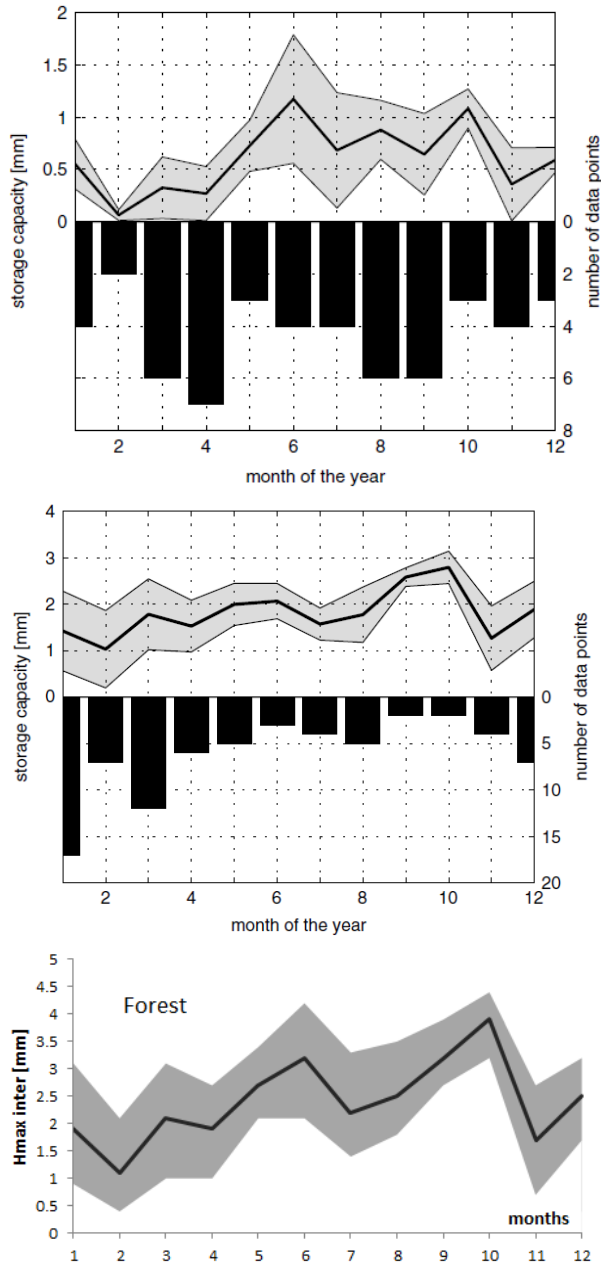 2
1.5
1
0.5
0
0
2
4
6
8
storage capacity [mm]
number of data points
2 4 6 8 10 12
month of the year
4
3
2
1
0
0
5
10
15
20
storage capacity [mm]
number of data points
2 4 6 8 10 12
month of the year
5
4.5
4
3.5
3
2.5
2
1.5
1
0.5
0
Hmax inter [mm]
Forest
months
1 2 3 4 5 6 7 8 9 10 11 12